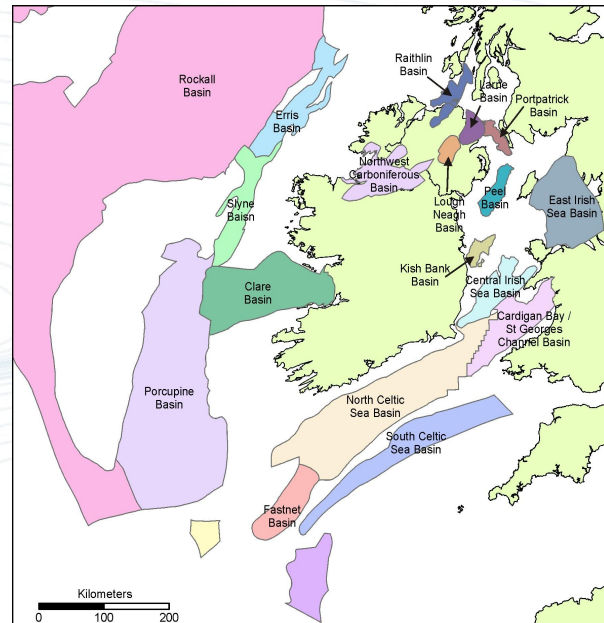 Rockall
Basin
Raithlin
Basin
Larne
Basin
Portpatrick
Basin
Erris
Basin
Northwest
Carboniferous
Basin
Slyne
Baisn
Lough
Neagh
Basin
Peel
Basin
East Irish
Sea Basin
Clare
Basin
Kish Bank
Basin
Central Irish
Sea Basin
Cardigan Bay /
St Georges
Channel Basin
Porcupine
Basin
North Celtic
Sea Basin
South Celtic
Sea Basin
Fastnet
Basin
Kilometers
0 100 200